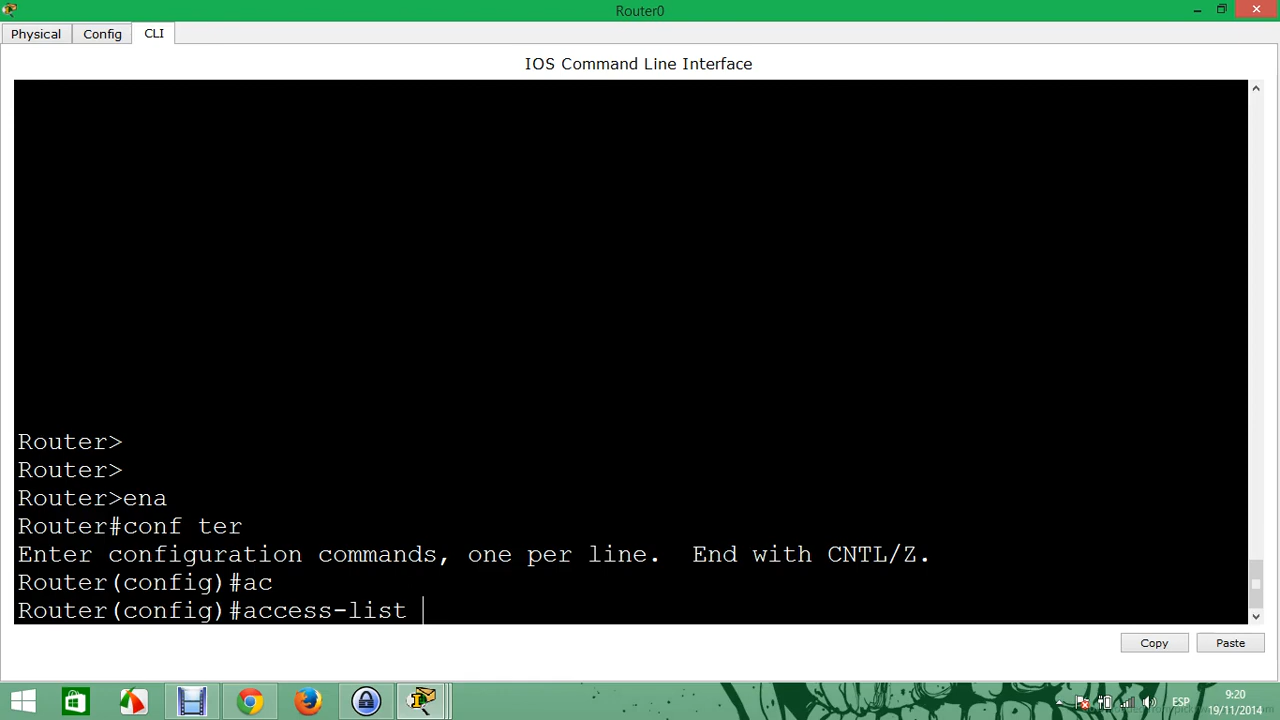 Router0
Physical Config CLI
IOS Command Line Interface
Router>
Router>
Router>ena
Router#conf ter
Enter configuration commands, one per line.  End with CNTL/Z.
Router(config)#ac
Router(config)#access-list
Copy Paste
ESP
9:20
19/11/2014